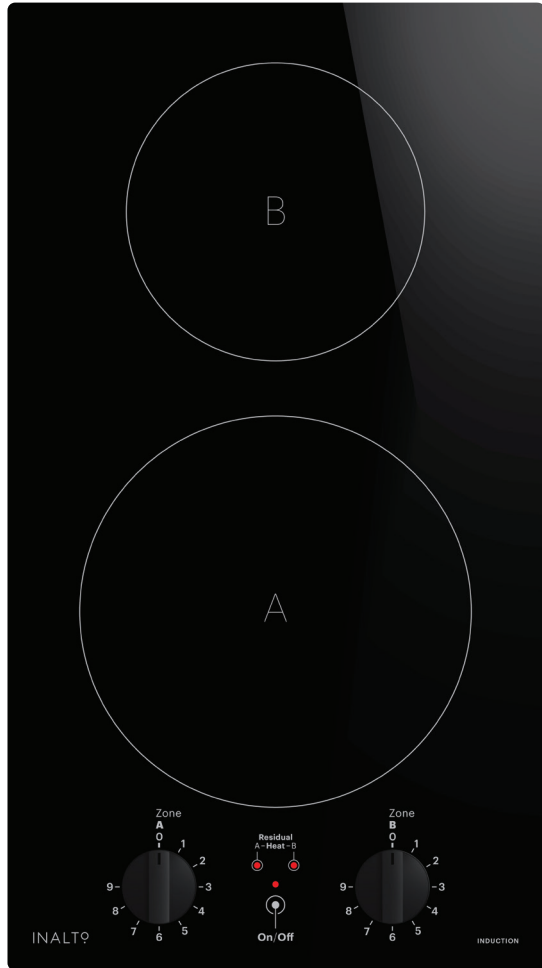 B
A
Zone
A
0
1
2
3
4
5
6
7
8
9
Residual
A-Heat-B
On/Off
Zone
B
0
1
2
3
4
5
6
7
8
9
INALTO
INDUCTION